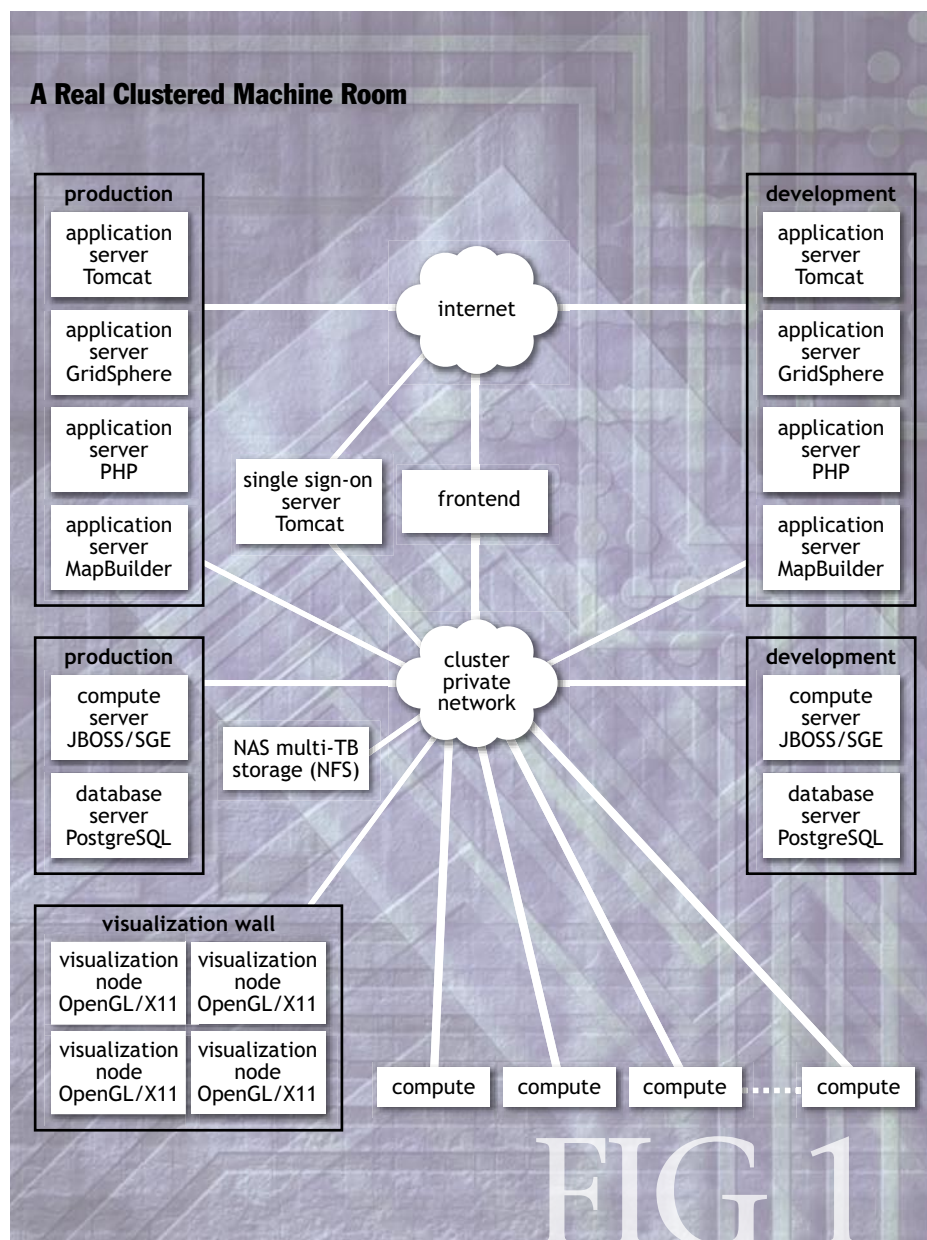 A Real Clustered Machine Room
production
application
server
Tomcat
application
server
GridSphere
application
server
PHP
application
server
MapBuilder
internet
development
application
server
Tomcat
application
server
GridSphere
application
server
PHP
application
server
MapBuilder
single sign-on
server
Tomcat
frontend
production
compute
server
JBOSS/SGE
database
server
PostgreSQL
cluster
private
network
NAS multi-TB
storage (NFS)
development
compute
server
JBOSS/SGE
database
server
PostgreSQL
visualization wall
visualization
node
OpenGL/X11
visualization
node
OpenGL/X11
visualization
node
OpenGL/X11
visualization
node
OpenGL/X11
compute
compute
compute
compute
FIG 1